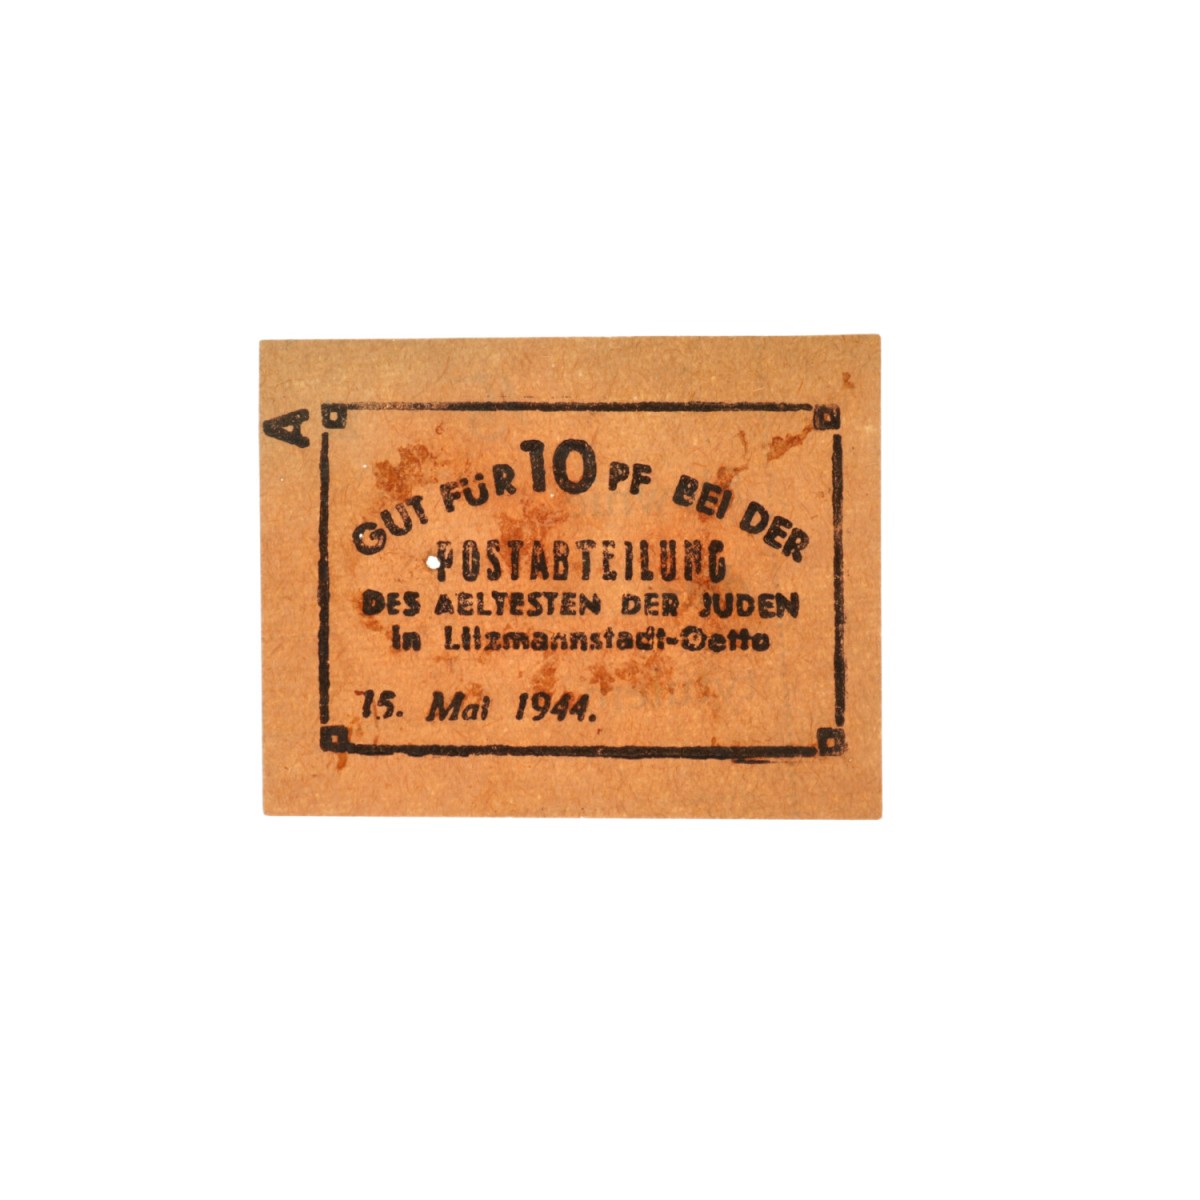 A
GUT FÜR 10 PF BEI DER
POSTABTEILUNG
DES AELTESTEN DER JUDEN
in Litzmannstadt-Getto
15. Mai 1944.